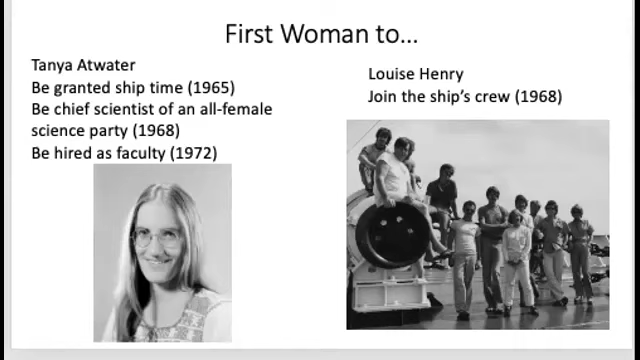 First Woman to...
Tanya Atwater
Be granted ship time (1965)
Be chief scientist of an all-female
science party (1968)
Be hired as faculty (1972)
Louise Henry
Join the ship’s crew (1968)